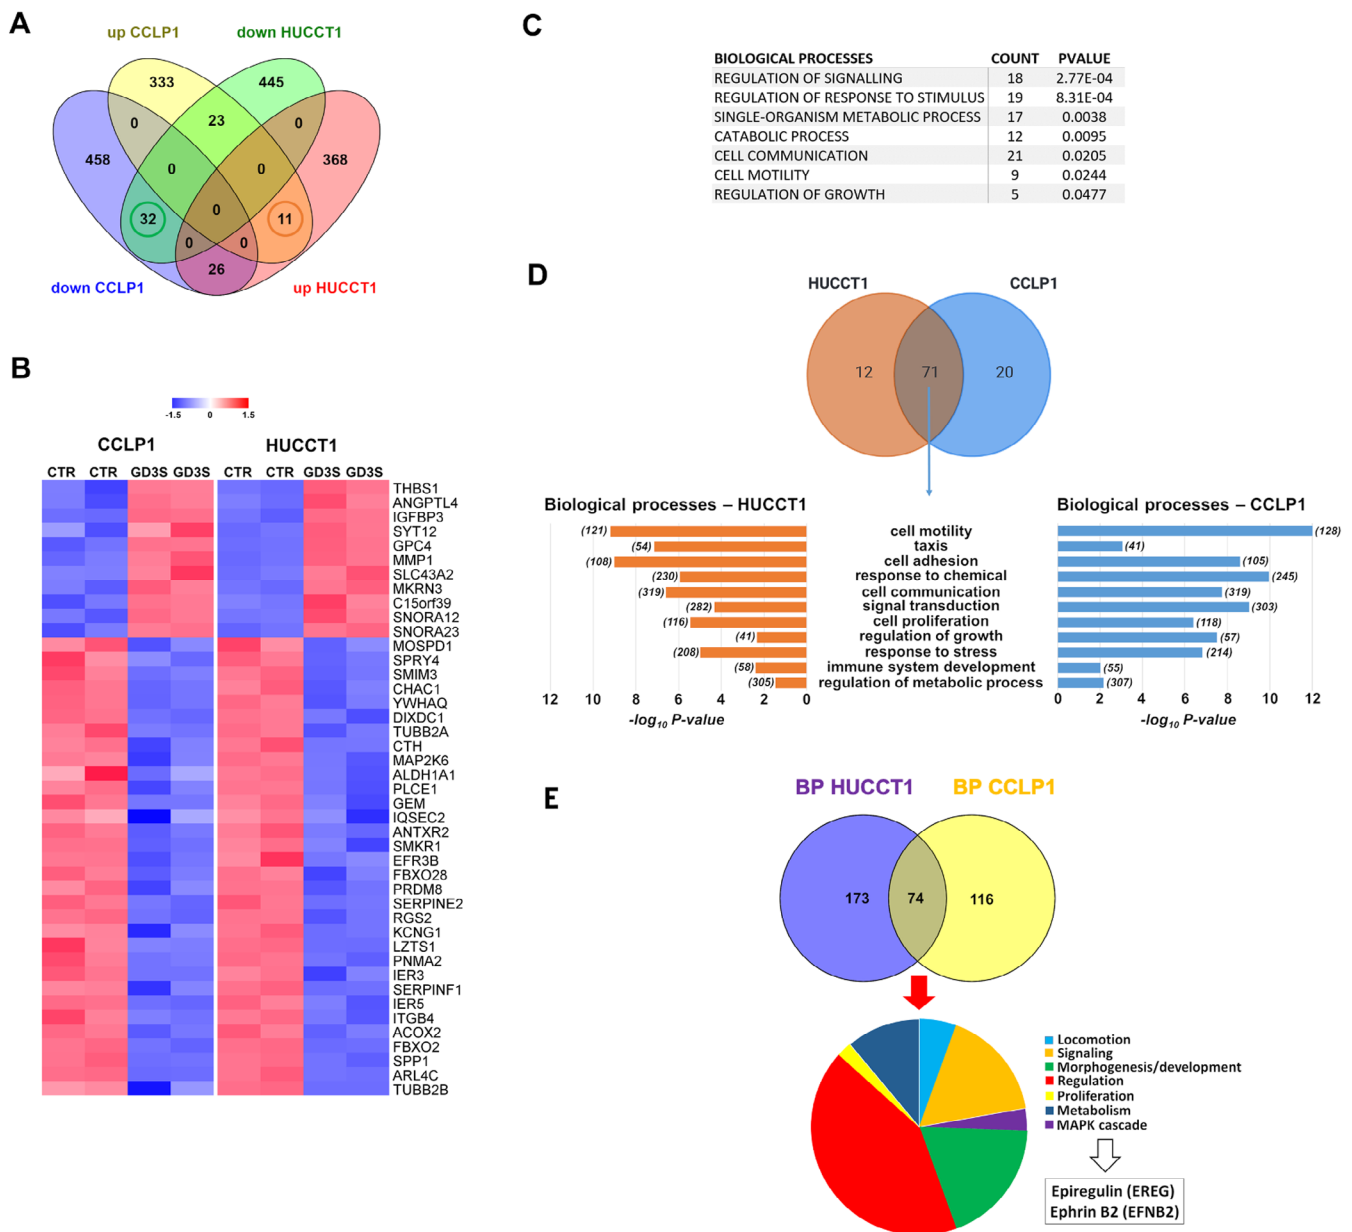 A
up CCLP1
down HUCCT1
333
445
0
23
0
458
0
0
368
32
0
11
0
0
26
down CCLP1
up HUCCT1
B
-1.5
0
1.5
CCLP1
HUCCT1
CTR CTR GD3S GD3S CTR CTR GD3S GD3S
THBS1
ANGPTL4
IGFBP3
SYT12
GPC4
MMP1
SLC43A2
MKRN3
C15orf39
SNORA12
SNORA23
MOSPD1
SPRY4
SMIM3
CHAC1
YWHAQ
DIXDC1
TUBB2A
CTH
MAP2K6
ALDH1A1
PLCE1
GEM
IQSEC2
ANTXR2
SMKR1
EFR3B
FBXO28
PRDM8
SERPINE2
RGS2
KCNG1
LZTS1
PNMA2
IER3
SERPINF1
IER5
ITGB4
ACOX2
FBXO2
SPP1
ARL4C
TUBB2B
C
BIOLOGICAL PROCESSES COUNT PVALUE
REGULATION OF SIGNALLING 18 2.77E-04
REGULATION OF RESPONSE TO STIMULUS 19 8.31E-04
SINGLE-ORGANISM METABOLIC PROCESS 17 0.0038
CATABOLIC PROCESS 12 0.0095
CELL COMMUNICATION 21 0.0205
CELL MOTILITY 9 0.0244
REGULATION OF GROWTH 5 0.0477
D
HUCCT1
CCLP1
12
71
20
Biological processes – HUCCT1
Biological processes – CCLP1
(121) cell motility (128)
(54) taxis (41)
(108) cell adhesion (105)
(230) response to chemical (245)
(319) cell communication (319)
(282) signal transduction (303)
(116) cell proliferation (118)
(41) regulation of growth (57)
(208) response to stress (214)
(58) immune system development (55)
(305) regulation of metabolic process (307)
12 10 8 6 4 2 0
0 2 4 6 8 10 12
-log10 P-value
-log10 P-value
E
BP HUCCT1
BP CCLP1
173
74
116
Locomotion
Signaling
Morphogenesis/development
Regulation
Proliferation
Metabolism
MAPK cascade
Epiregulin (EREG)
Ephrin B2 (EFNB2)